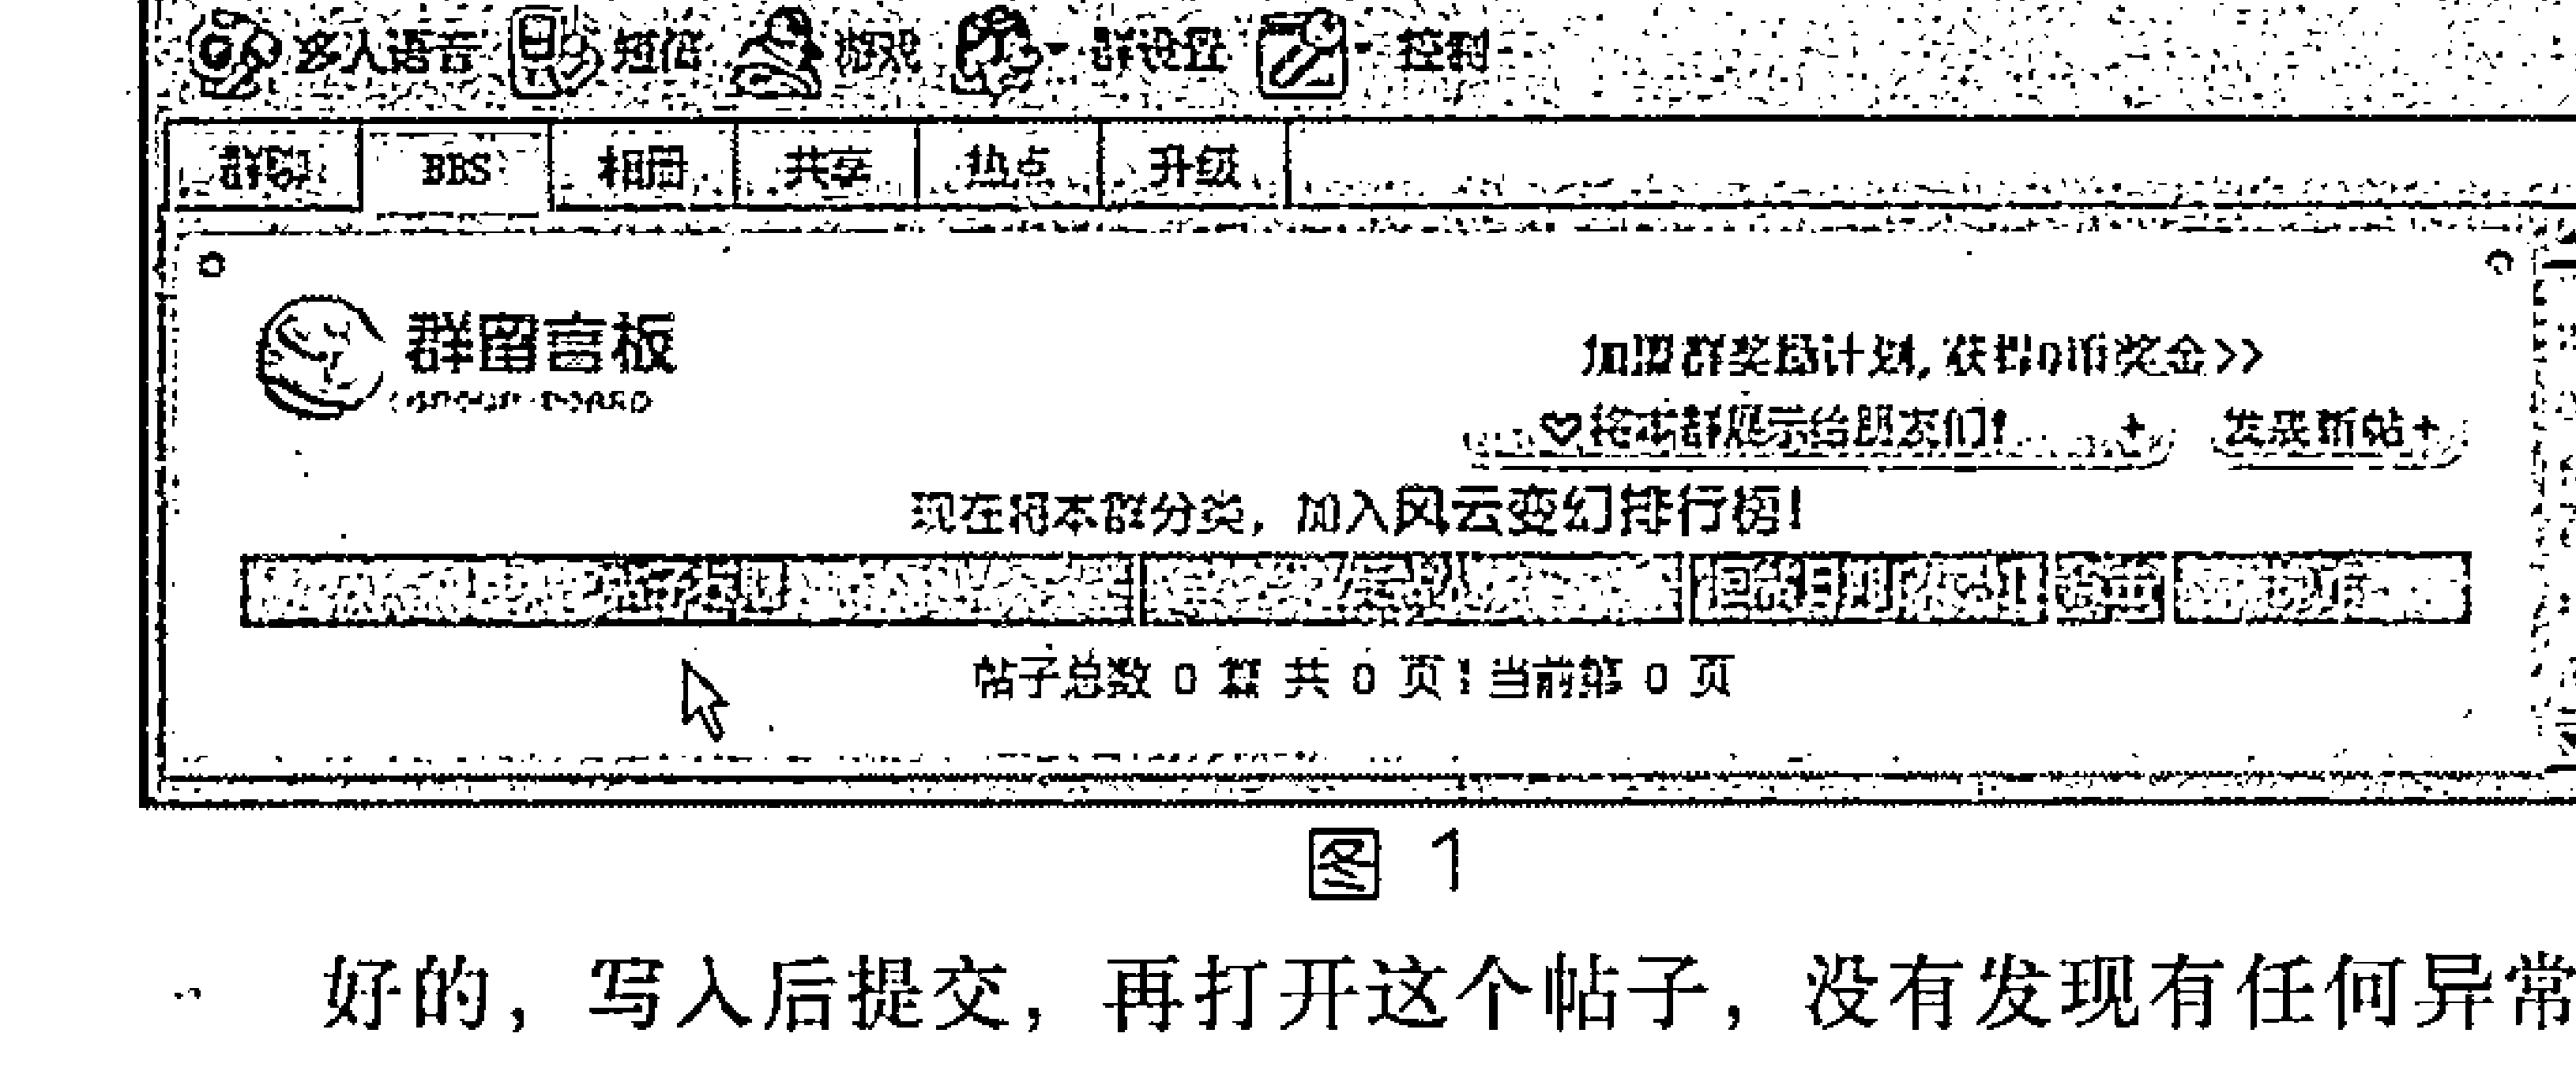 多人语音 短信 游戏 群设置 控制
群聊 BBS 相册 共享 热点 升级
群留言板
GROUP BOARD
加盟群奖励计划,获得Q币奖金>>
将本群展示给朋友们! + 发表新帖+
现在将本群分类，加入风云变幻排行榜!
帖子总数 0 篇 共 0 页!当前第 0 页
图 1
好的，写入后提交，再打开这个帖子，没有发现有任何异常